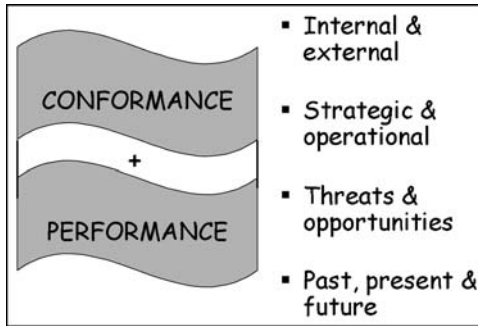 CONFORMANCE
+
PERFORMANCE
▪ Internal &
external
▪ Strategic &
operational
▪ Threats &
opportunities
▪ Past, present &
future